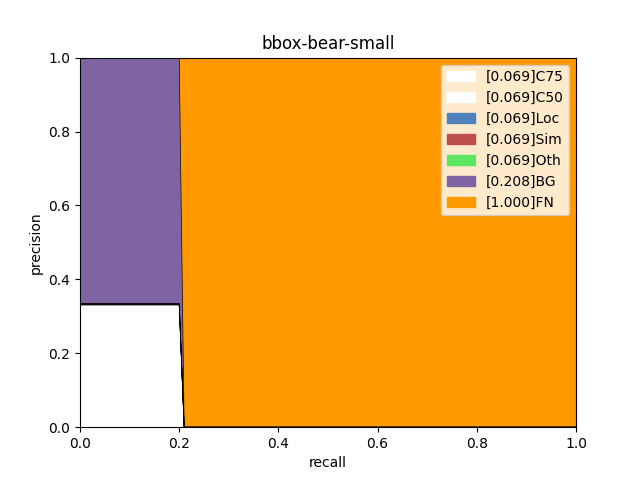 bbox-bear-small
1.0
0.8
0.6
0.4
0.2
0.0
precision
[0.069]C75
[0.069]C50
[0.069]Loc
[0.069]Sim
[0.069]Oth
[0.208]BG
[1.000]FN
0.0 0.2 0.4 0.6 0.8 1.0
recall